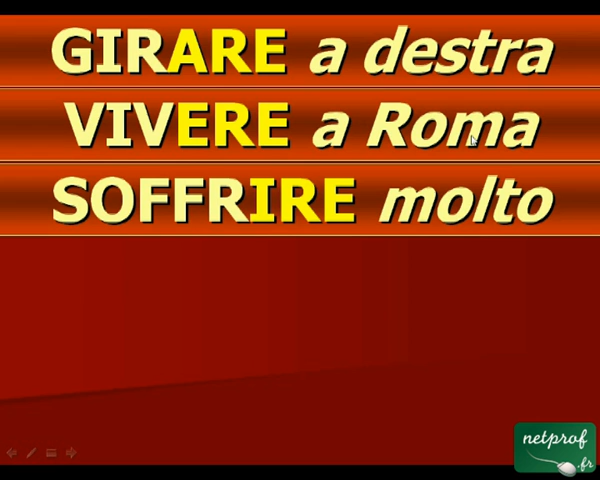 GIRARE a destra
VIVERE a Roma
SOFFRIRE molto
netprof
.fr